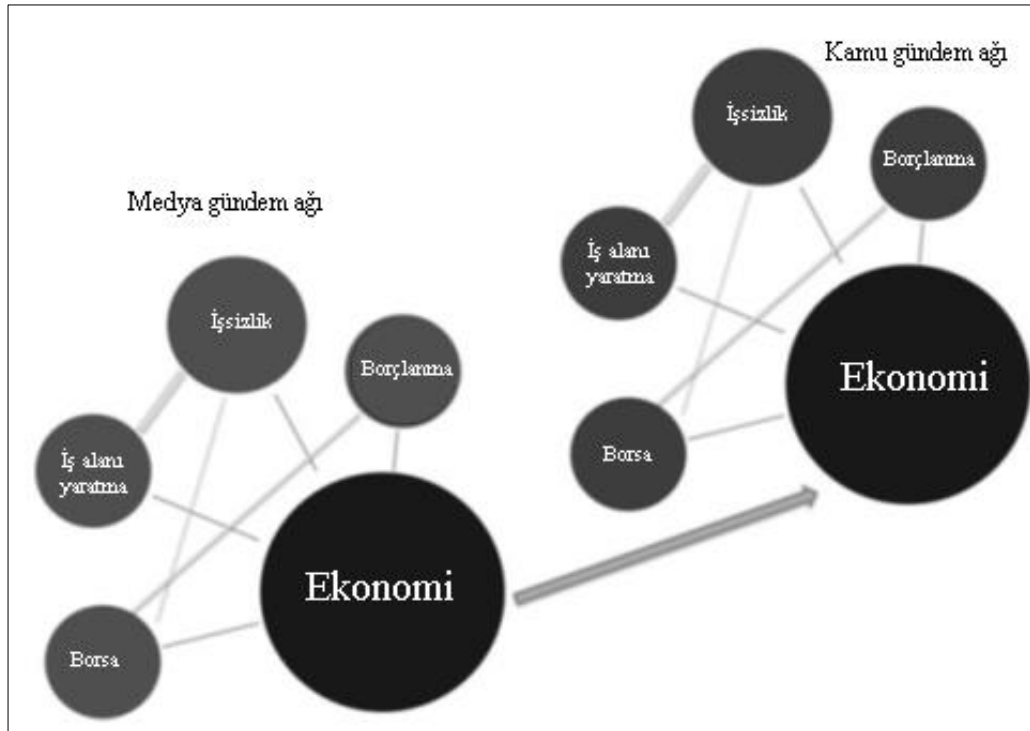 Kamu gündem ağı
İşsizlik
Borçlanma
İş alanı
yaratma
Ekonomi
Borsa
Medya gündem ağı
İşsizlik
Borçlanma
İş alanı
yaratma
Ekonomi
Borsa